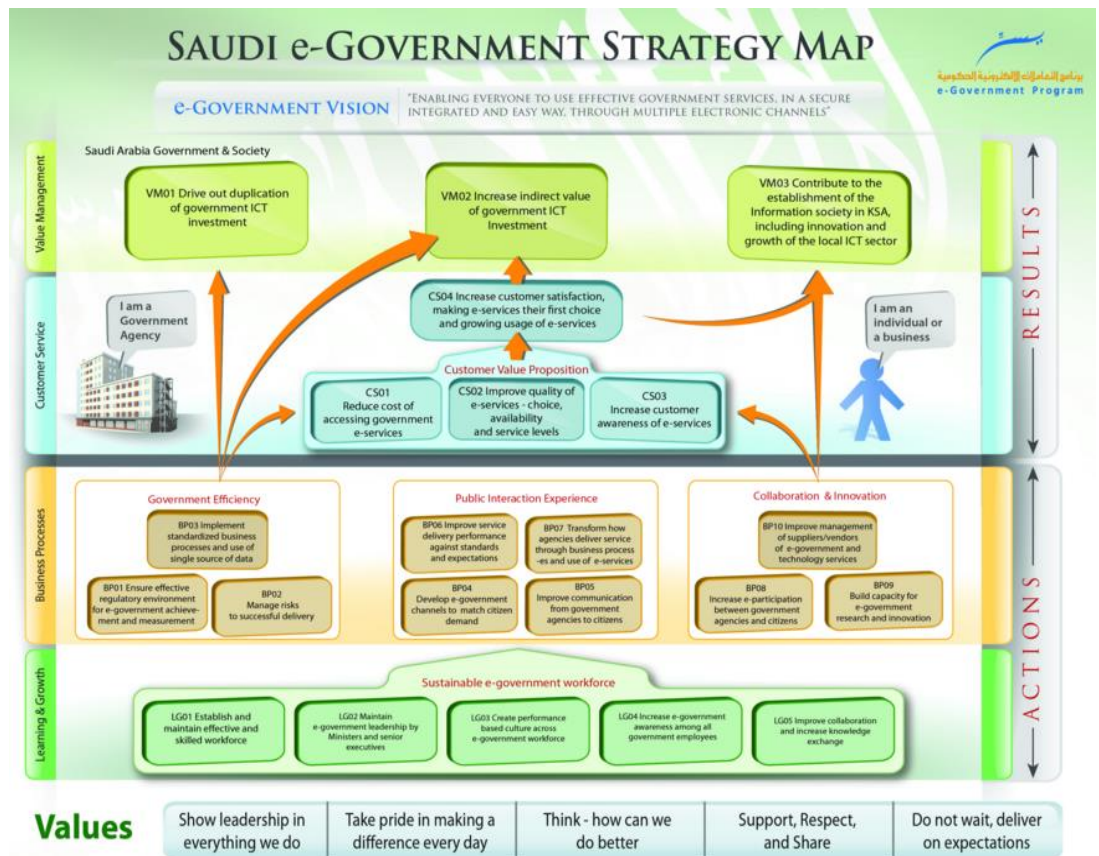 SAUDI e-GOVERNMENT STRATEGY MAP
برنامج التعاملات الإلكترونية الحكومية
e-Government Program
e-GOVERNMENT VISION
"ENABLING EVERYONE TO USE EFFECTIVE GOVERNMENT SERVICES, IN A SECURE
INTEGRATED AND EASY WAY, THROUGH MULTIPLE ELECTRONIC CHANNELS"
Value Management
Saudi Arabia Government & Society
VM01 Drive out duplication
of government ICT
investment
VM02 Increase indirect value
of government ICT
Investment
VM03 Contribute to the
establishment of the
Information society in KSA,
including innovation and
growth of the local ICT sector
RESULTS
Customer Service
I am a
Government
Agency
CS04 Increase customer satisfaction,
making e-services their first choice
and growing usage of e-services
I am an
individual or
a business
Customer Value Proposition
CS01
Reduce cost of
accessing government
e-services
CS02 Improve quality of
e-services - choice,
availability
and service levels
CS03
Increase customer
awareness of e-services
Business Processes
Government Efficiency
BP03 Implement
standardized business
processes and use of
single source of data
BP01 Ensure effective
regulatory environment
for e-government achieve-
ment and measurement
BP02
Manage risks
to successful delivery
Public Interaction Experience
BP06 Improve service
delivery performance
against standards
and expectations
BP07 Transform how
agencies deliver service
through business process
-es and use of e-services
BP04
Develop e-government
channels to match citizen
demand
BP05
Improve communication
from government
agencies to citizens
Collaboration & Innovation
BP10 Improve management
of suppliers/vendors
of e-government and
technology services
BP08
Increase e-participation
between government
agencies and citizens
BP09
Build capacity for
e-government
research and innovation
ACTIONS
Learning & Growth
Sustainable e-government workforce
LG01 Establish and
maintain effective and
skilled workforce
LG02 Maintain
e-government leadership by
Ministers and senior
executives
LG03 Create performance
based culture across
e-government workforce
LG04 Increase e-government
awareness among all
government employees
LG05 Improve collaboration
and increase knowledge
exchange
Values
Show leadership in
everything we do
Take pride in making a
difference every day
Think - how can we
do better
Support, Respect,
and Share
Do not wait, deliver
on expectations